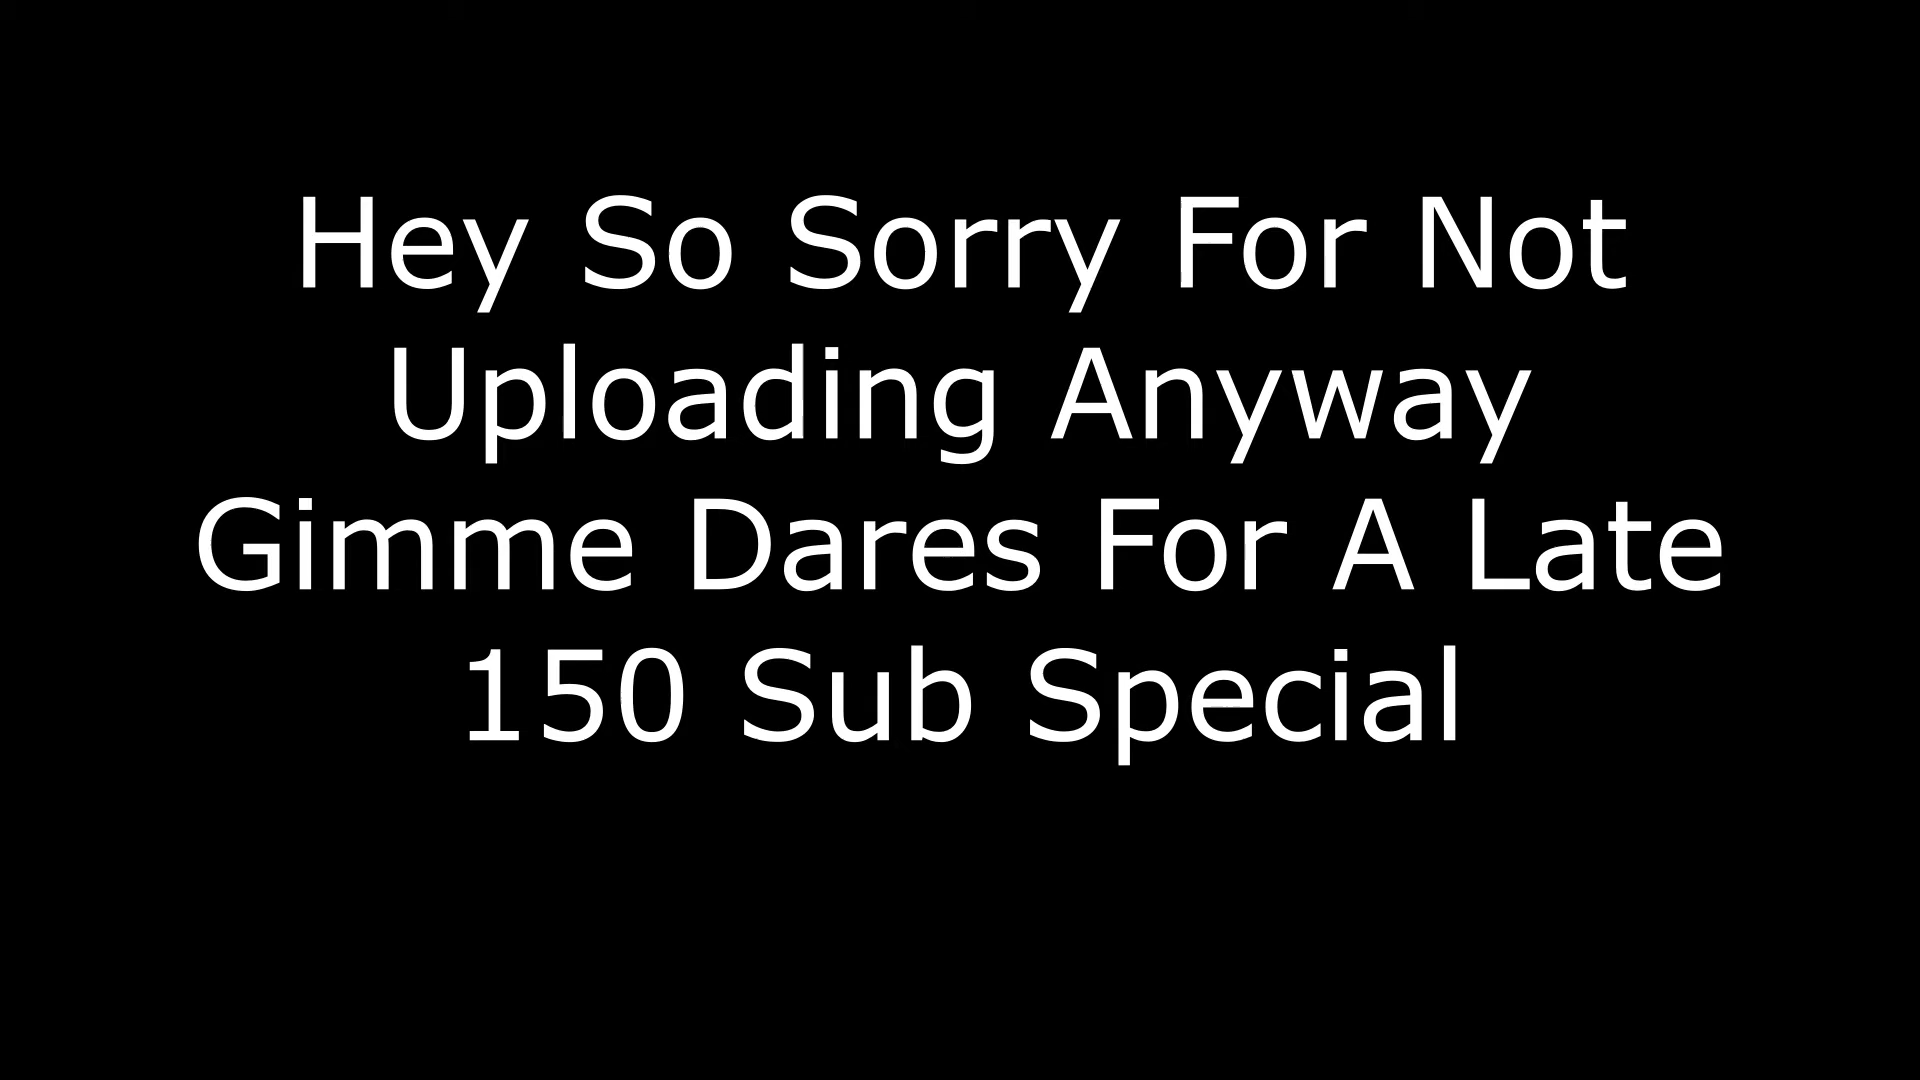 Hey So Sorry For Not
Uploading Anyway
Gimme Dares For A Late
150 Sub Special